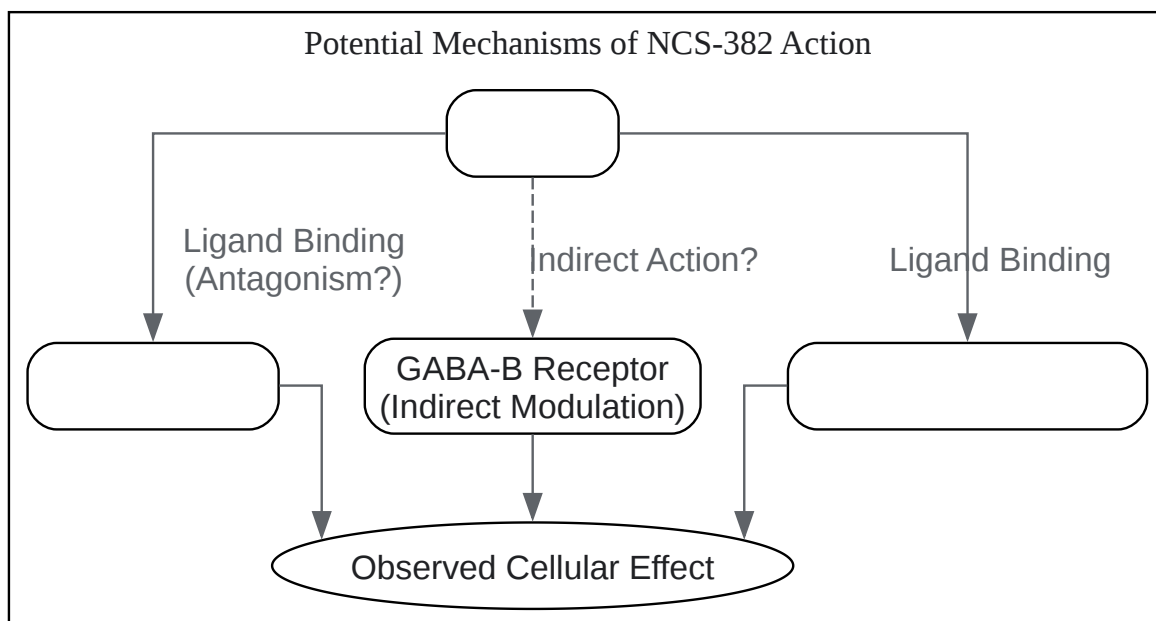 Potential Mechanisms of NCS-382 Action
Ligand Binding
(Antagonism?)
Indirect Action?
Ligand Binding
GABA-B Receptor
(Indirect Modulation)
Observed Cellular Effect